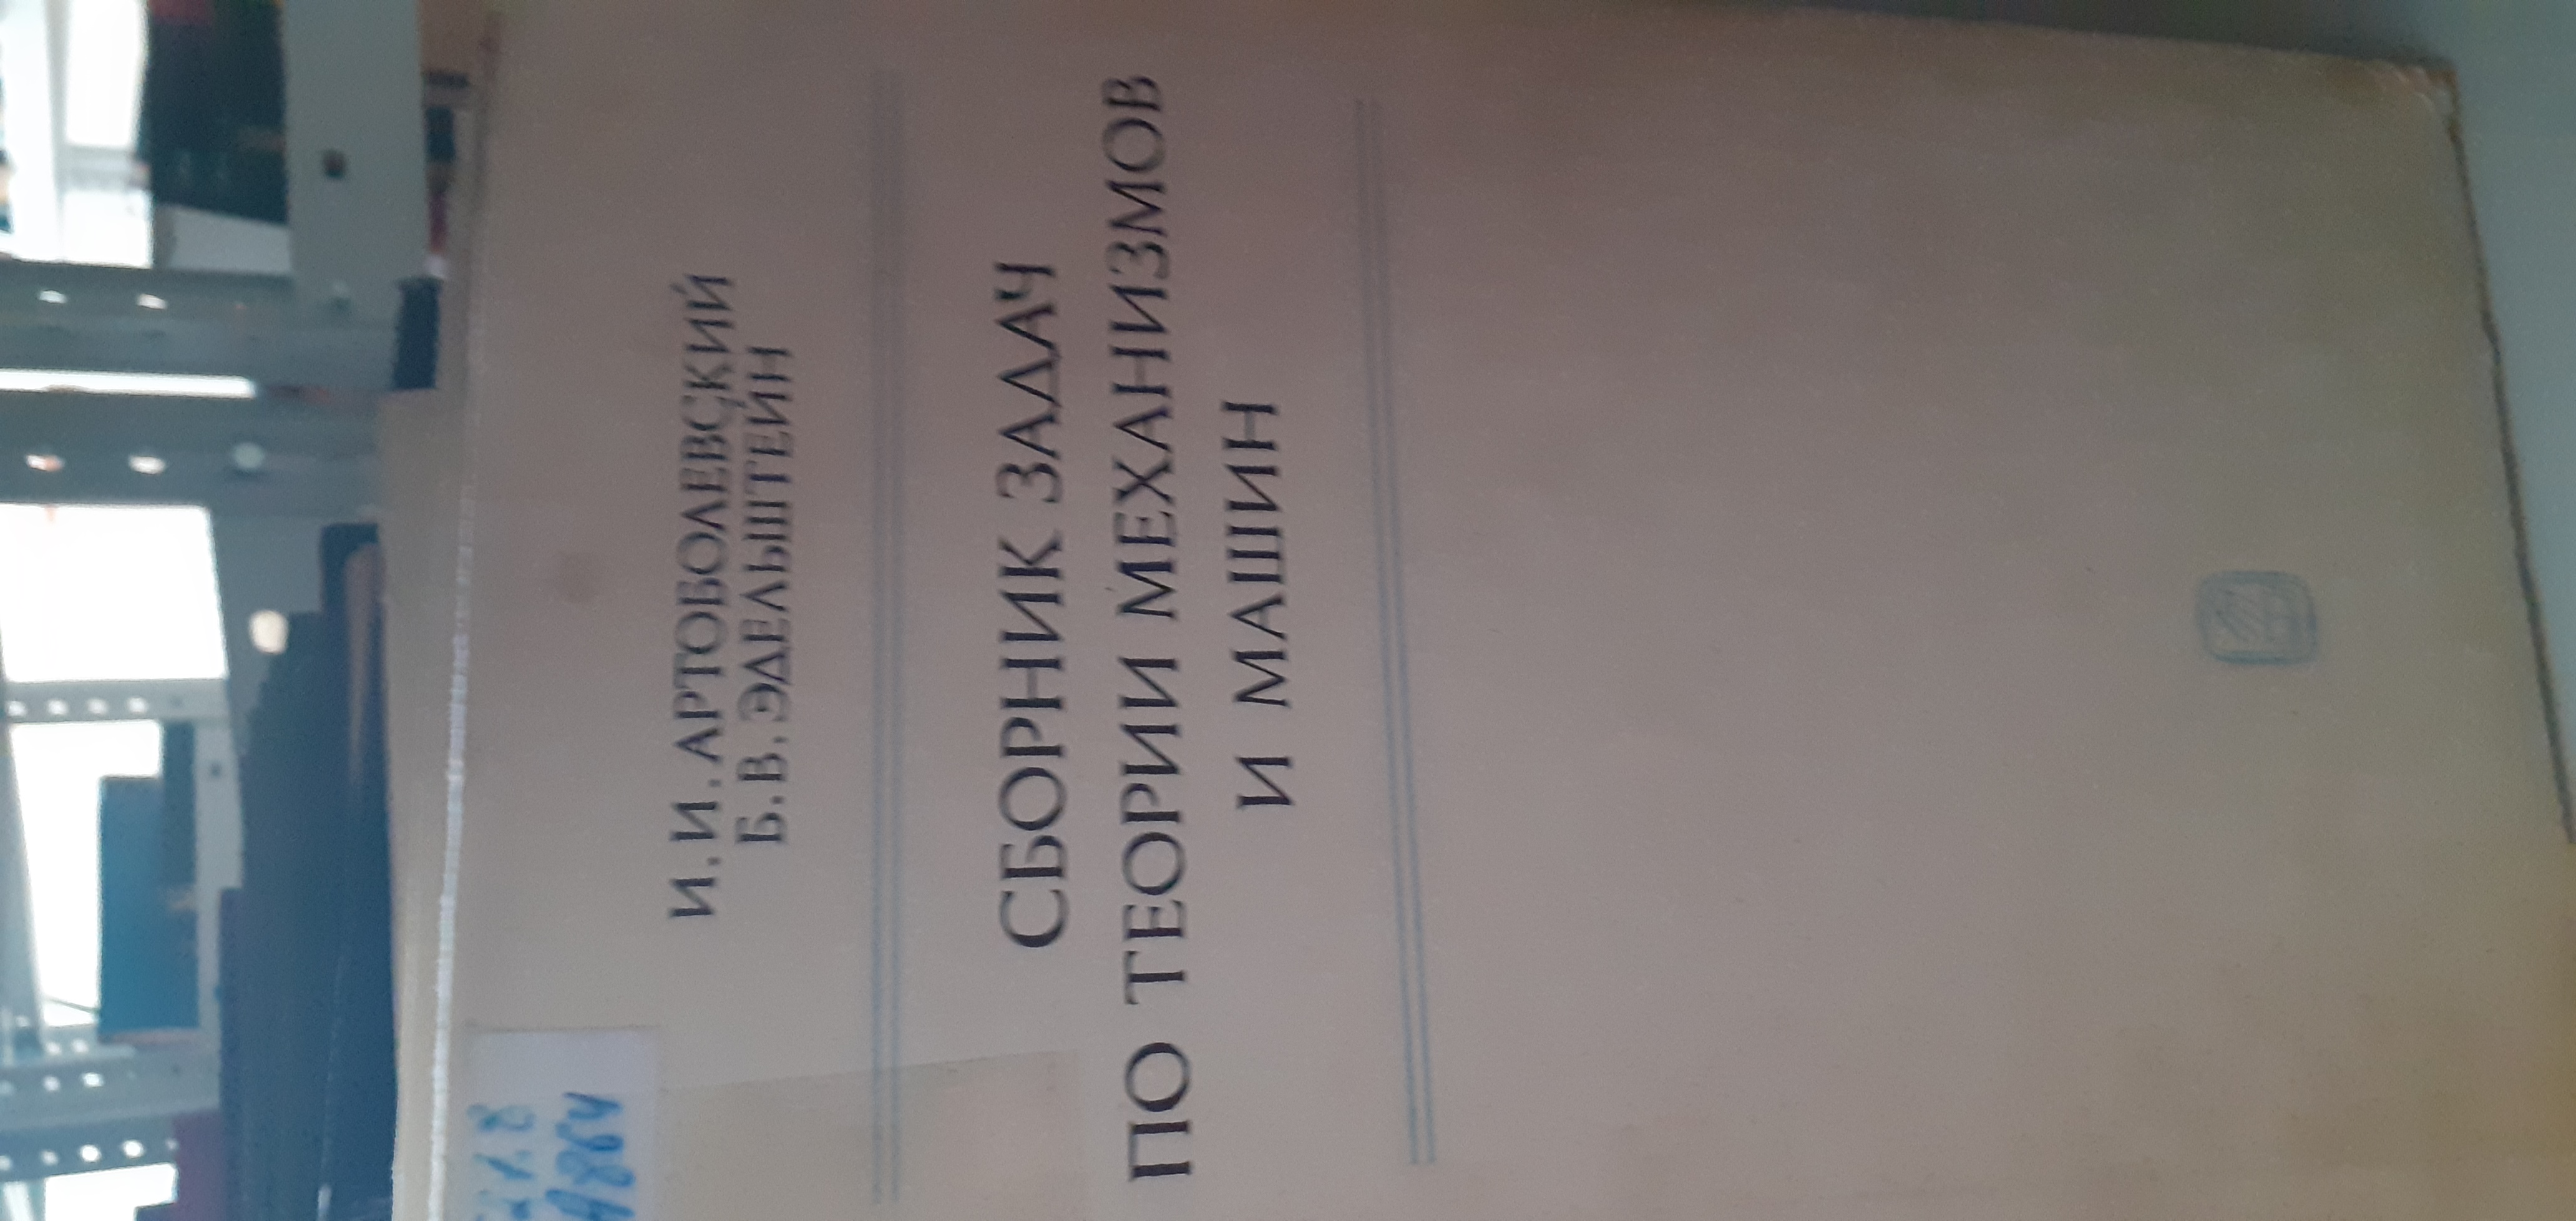 И. И. АРТОБОЛЕВСКИЙ
Б. В. ЭДЕЛЬШТЕЙН
СБОРНИК ЗАДАЧ
ПО ТЕОРИИ МЕХАНИЗМОВ
И МАШИН